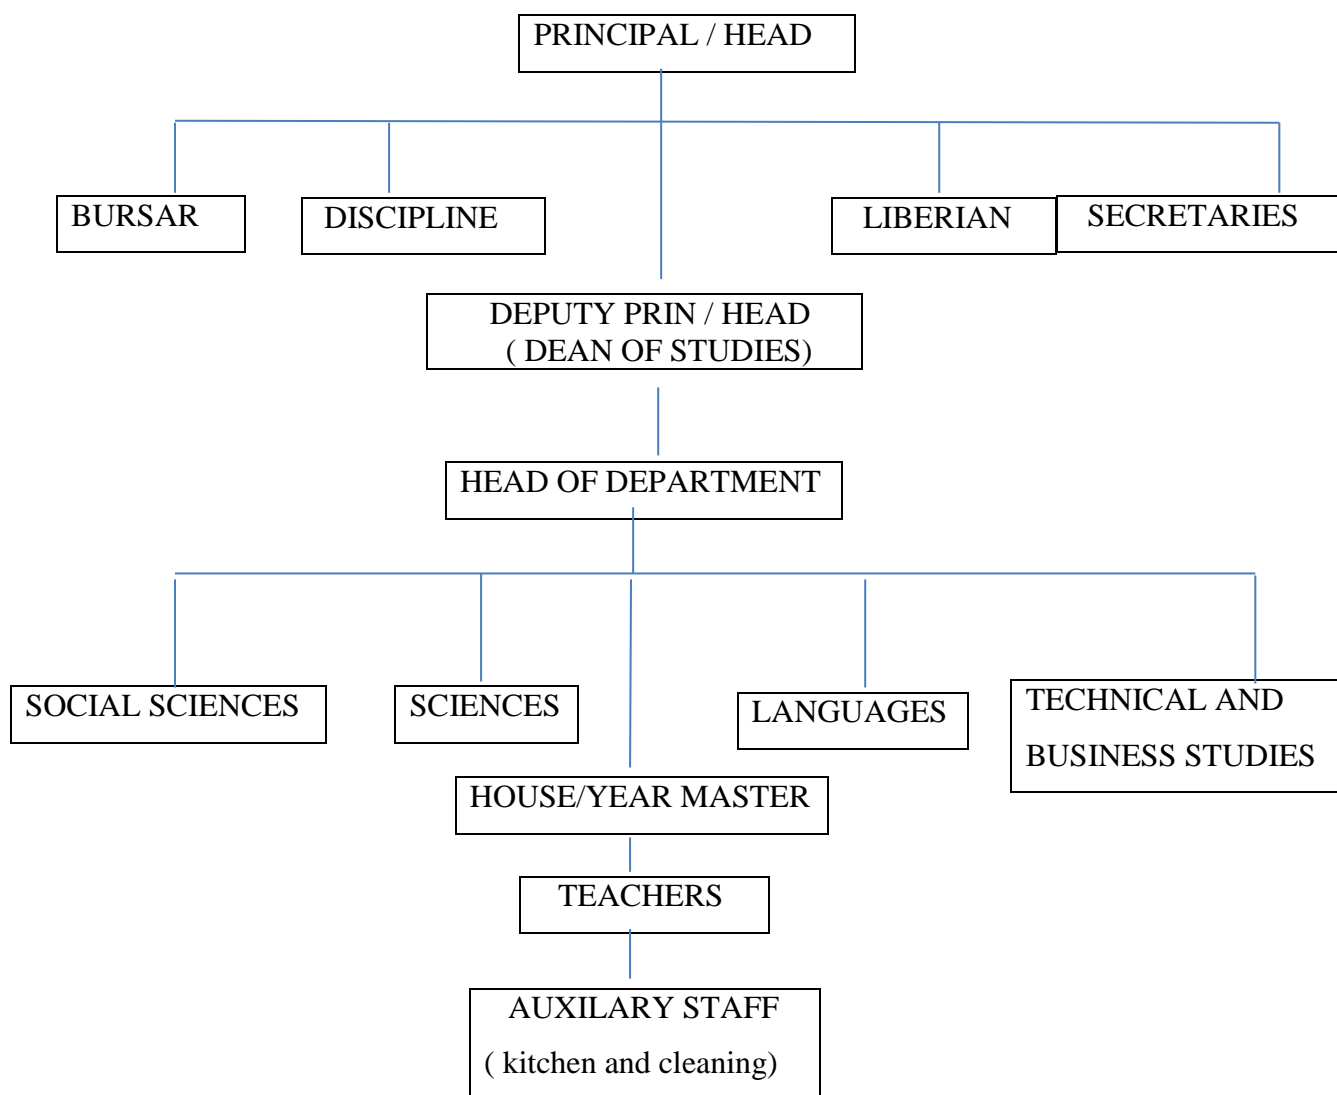 PRINCIPAL / HEAD
BURSAR
DISCIPLINE
LIBERIAN
SECRETARIES
DEPUTY PRIN / HEAD
( DEAN OF STUDIES)
HEAD OF DEPARTMENT
SOCIAL SCIENCES
SCIENCES
LANGUAGES
TECHNICAL AND
BUSINESS STUDIES
HOUSE/YEAR MASTER
TEACHERS
AUXILARY STAFF
( kitchen and cleaning)